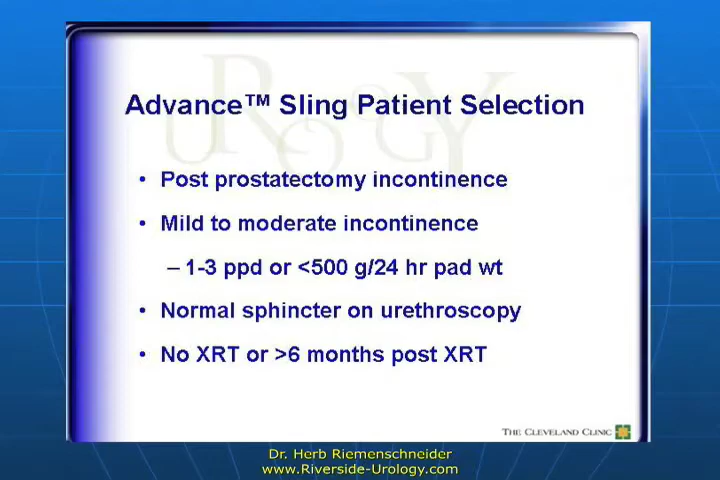 UROLOGY
Advance™ Sling Patient Selection
• Post prostatectomy incontinence
• Mild to moderate incontinence
– 1-3 ppd or <500 g/24 hr pad wt
• Normal sphincter on urethroscopy
• No XRT or >6 months post XRT
THE CLEVELAND CLINIC
Dr. Herb Riemenschneider
www.Riverside-Urology.com